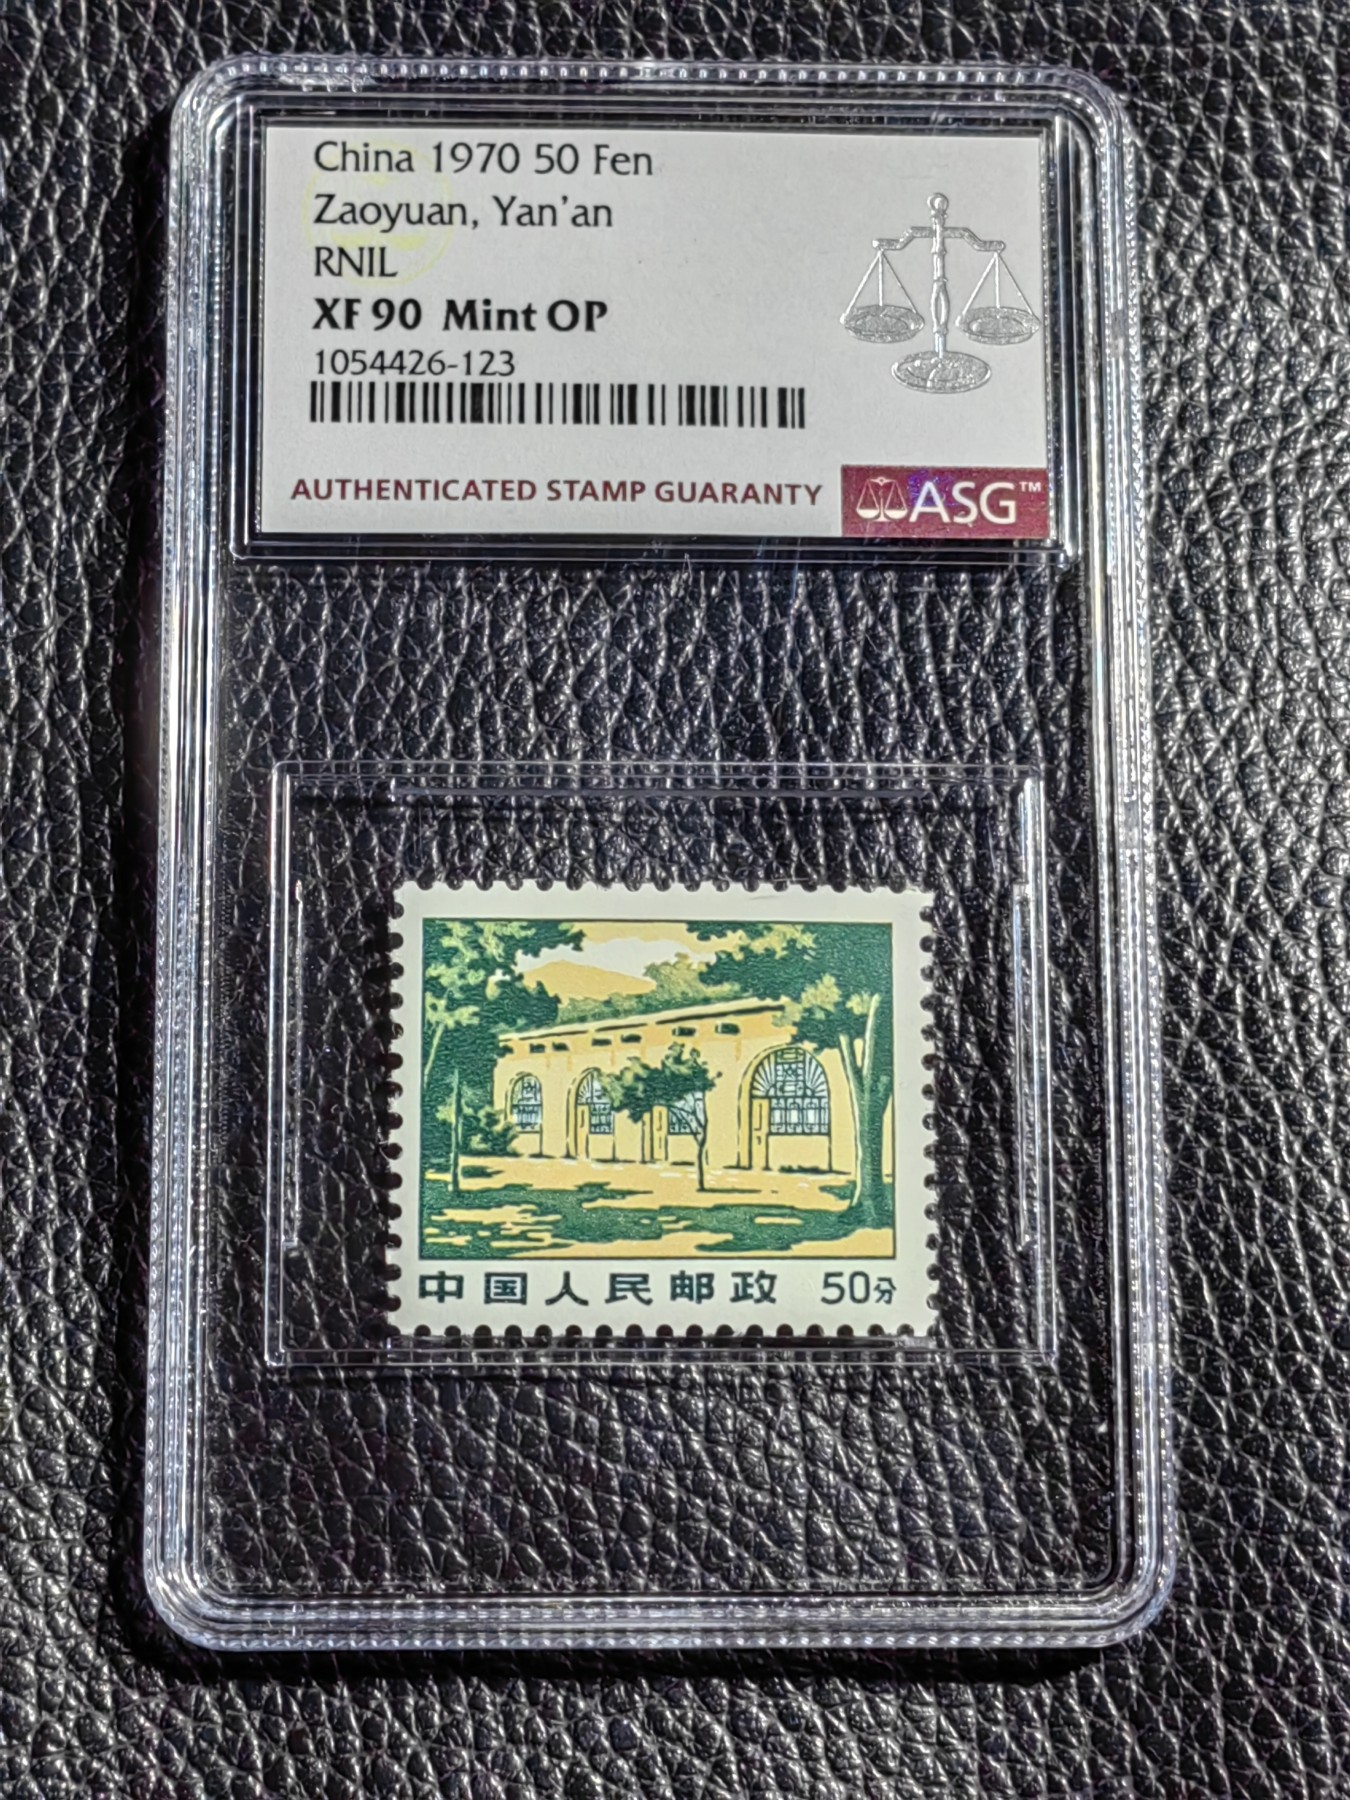 China 1970 50 Fen
Zaoyuan, Yan'an
RNIL
XF 90 Mint OP
1054426-123
AUTHENTICATED STAMP GUARANTY
ASG™
中国人民邮政 50分